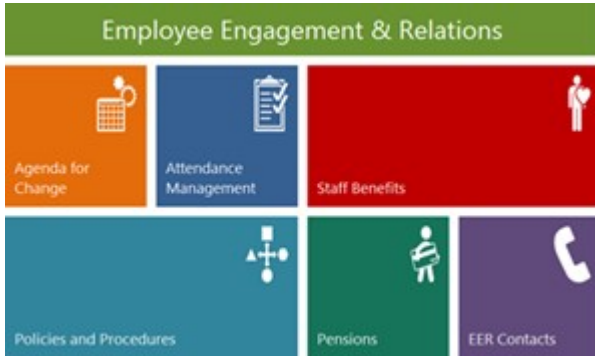 Employee Engagement & Relations
Agenda for
Change
Attendance
Management
Staff Benefits
Policies and Procedures
Pensions
EER Contacts